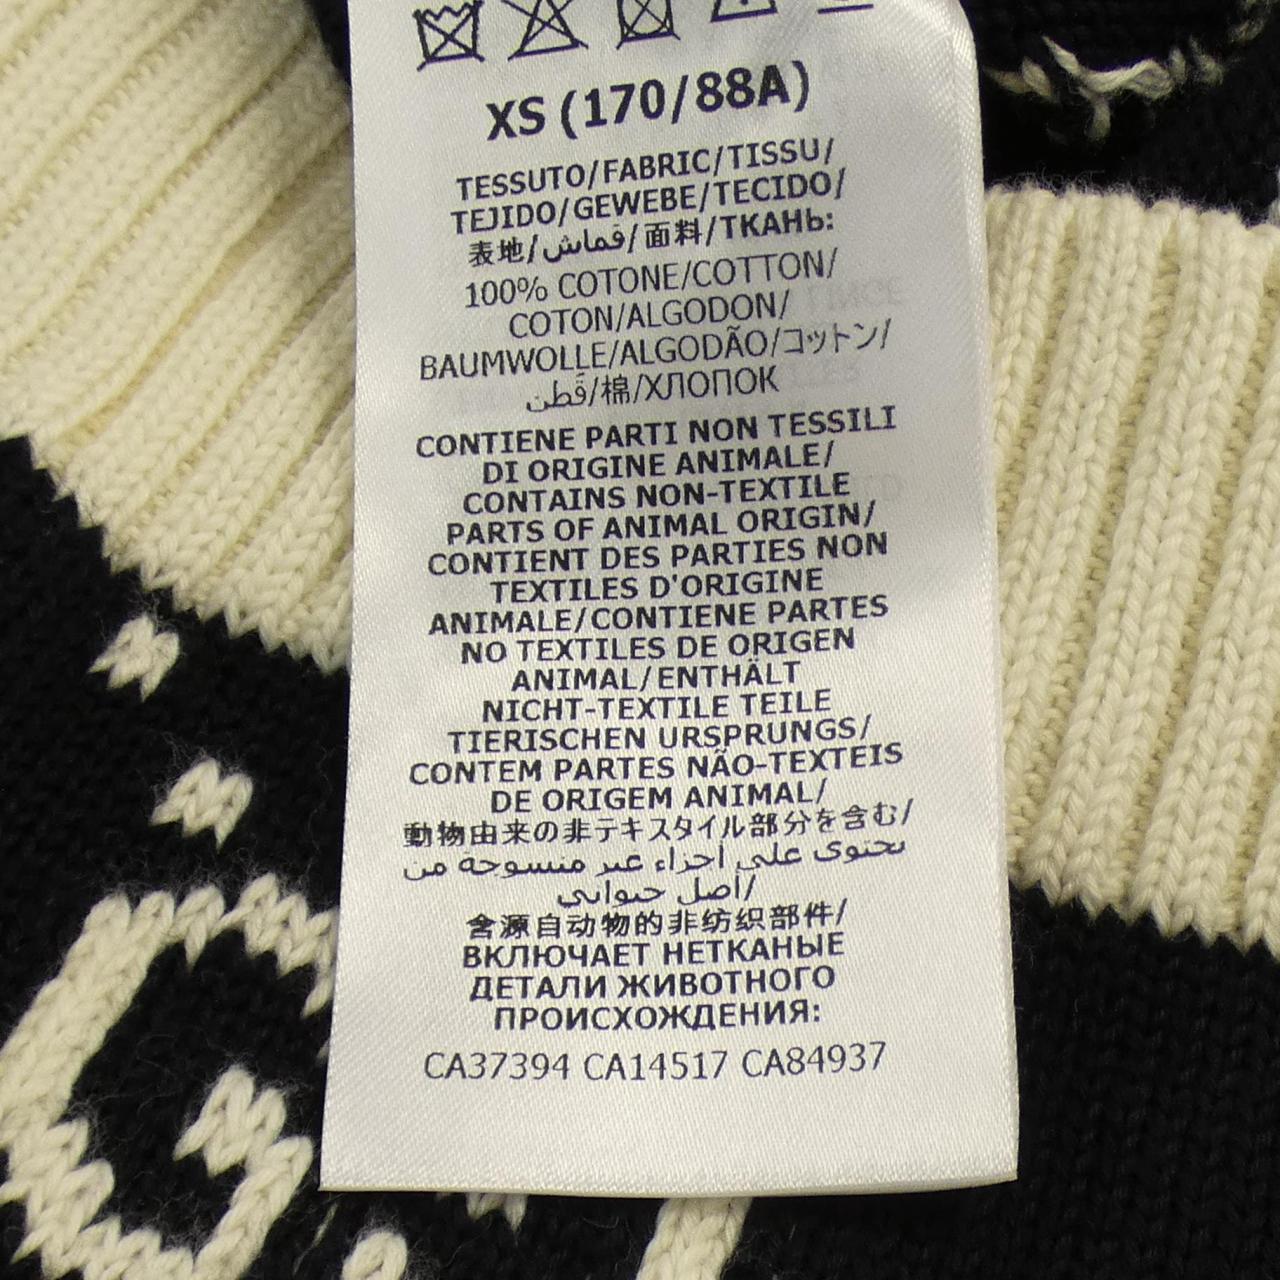 XS (170/88A)
TESSUTO/FABRIC/TISSU/
TEJIDO/GEWEBE/TECIDO/
表地/قماش/面料/ТКАНЬ:
100% COTONE/COTTON/
COTON/ALGODON/
BAUMWOLLE/ALGODÃO/コットン/
قطن/棉/ХЛОПОК
CONTIENE PARTI NON TESSILI
DI ORIGINE ANIMALE/
CONTAINS NON-TEXTILE
PARTS OF ANIMAL ORIGIN/
CONTIENT DES PARTIES NON
TEXTILES D'ORIGINE
ANIMALE/CONTIENE PARTES
NO TEXTILES DE ORIGEN
ANIMAL/ENTHÄLT
NICHT-TEXTILE TEILE
TIERISCHEN URSPRUNGS/
CONTEM PARTES NÃO-TEXTEIS
DE ORIGEM ANIMAL/
動物由来の非テキスタイル部分を含む/
يحتوي على أجزاء غير منسوجة من
أصل حيواني/
含源自动物的非纺织部件/
ВКЛЮЧАЕТ НЕТКАНЫЕ
ДЕТАЛИ ЖИВОТНОГО
ПРОИСХОЖДЕНИЯ:
CA37394 CA14517 CA84937